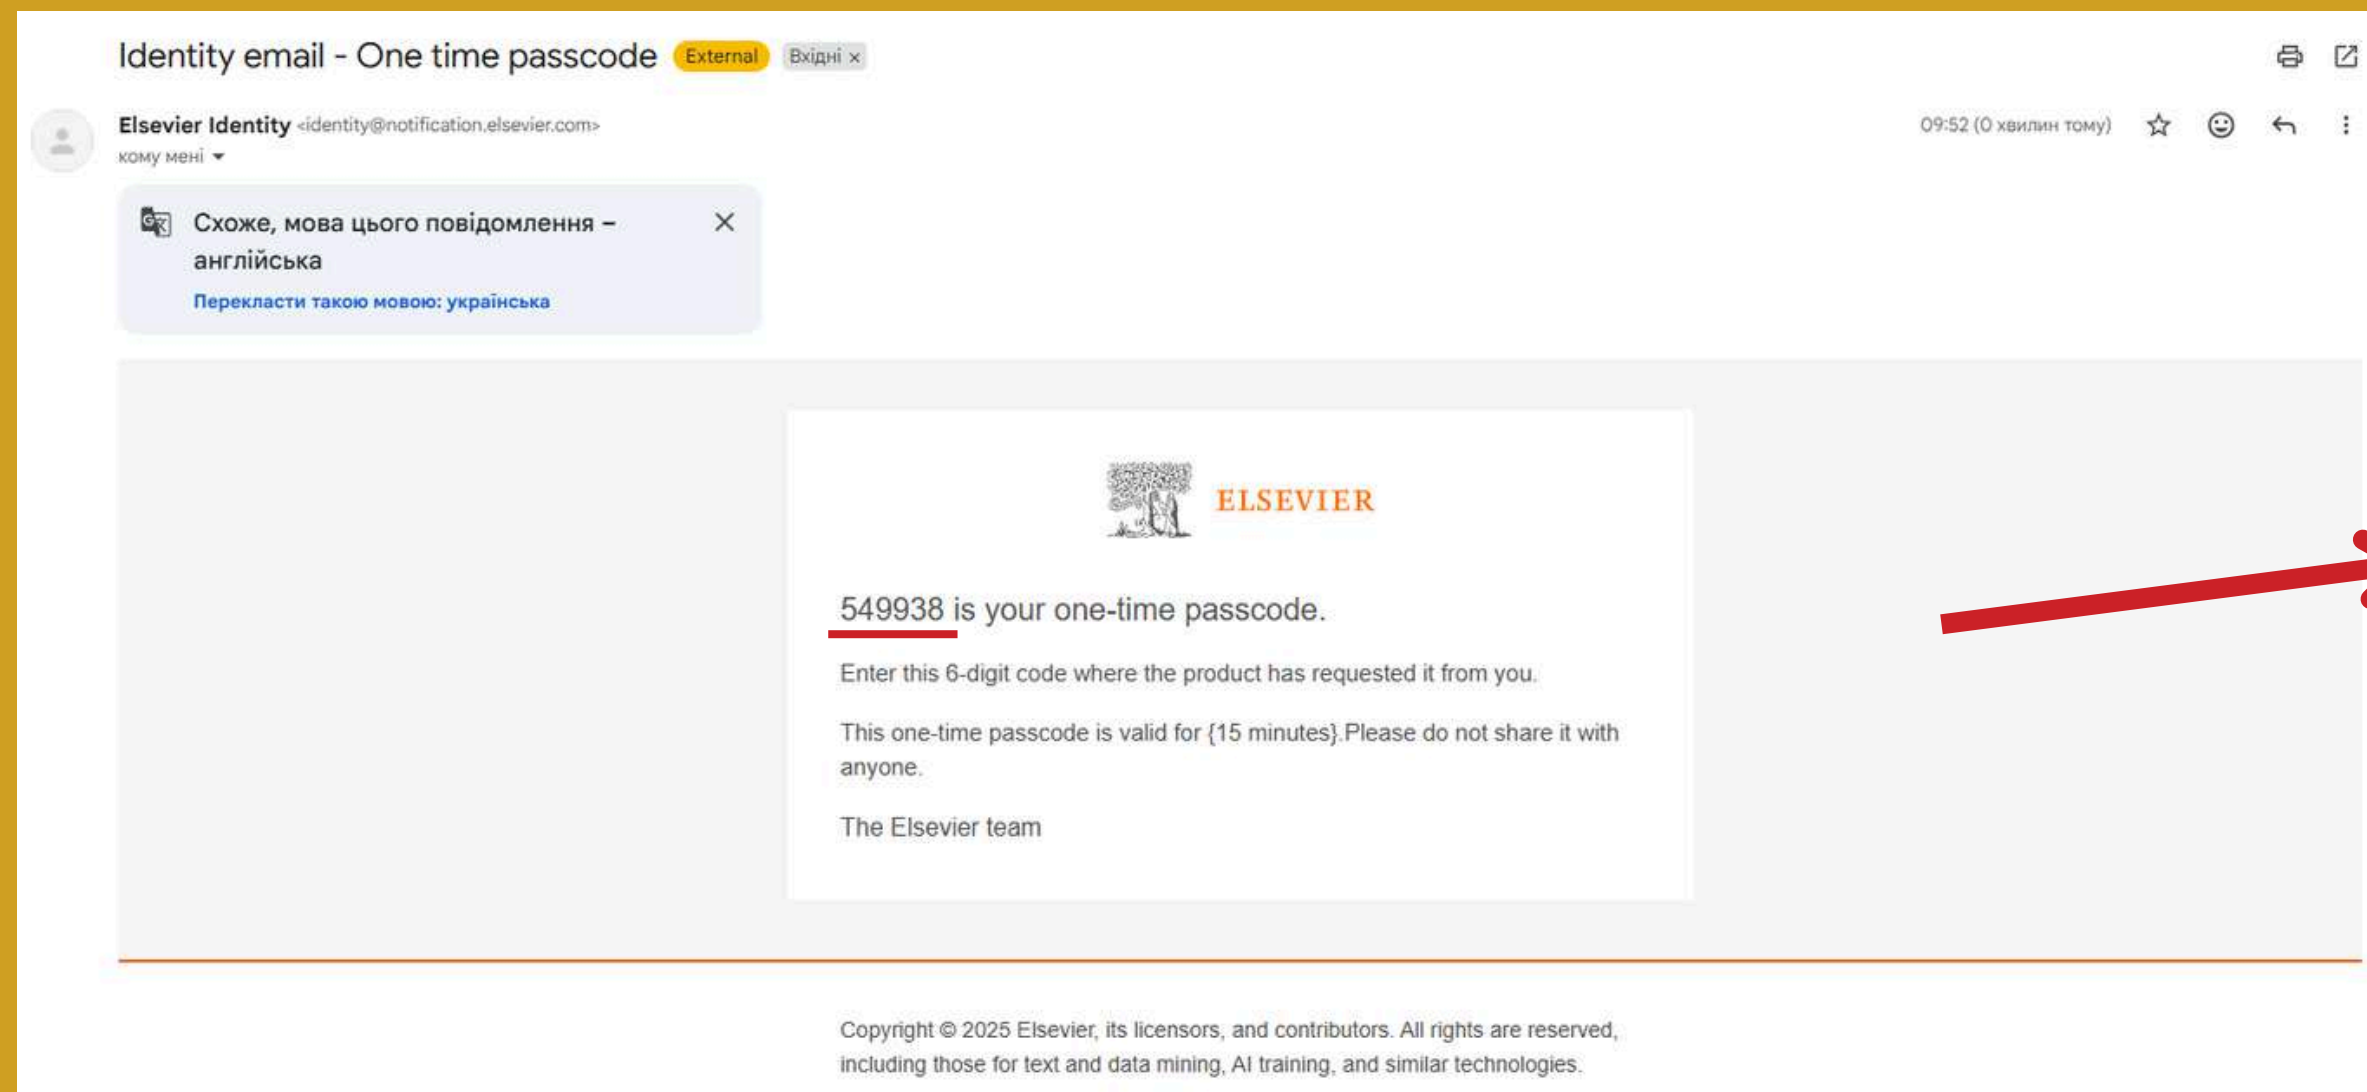 Identity email - One time passcode External Вхідні ×
Elsevier Identity <identity@notification.elsevier.com> 09:52 (0 хвилин тому)
кому мені
Схоже, мова цього повідомлення –
англійська
Перекласти такою мовою: українська
ELSEVIER
549938 is your one-time passcode.
Enter this 6-digit code where the product has requested it from you.
This one-time passcode is valid for {15 minutes}.Please do not share it with
anyone.
The Elsevier team
Copyright © 2025 Elsevier, its licensors, and contributors. All rights are reserved,
including those for text and data mining, AI training, and similar technologies.